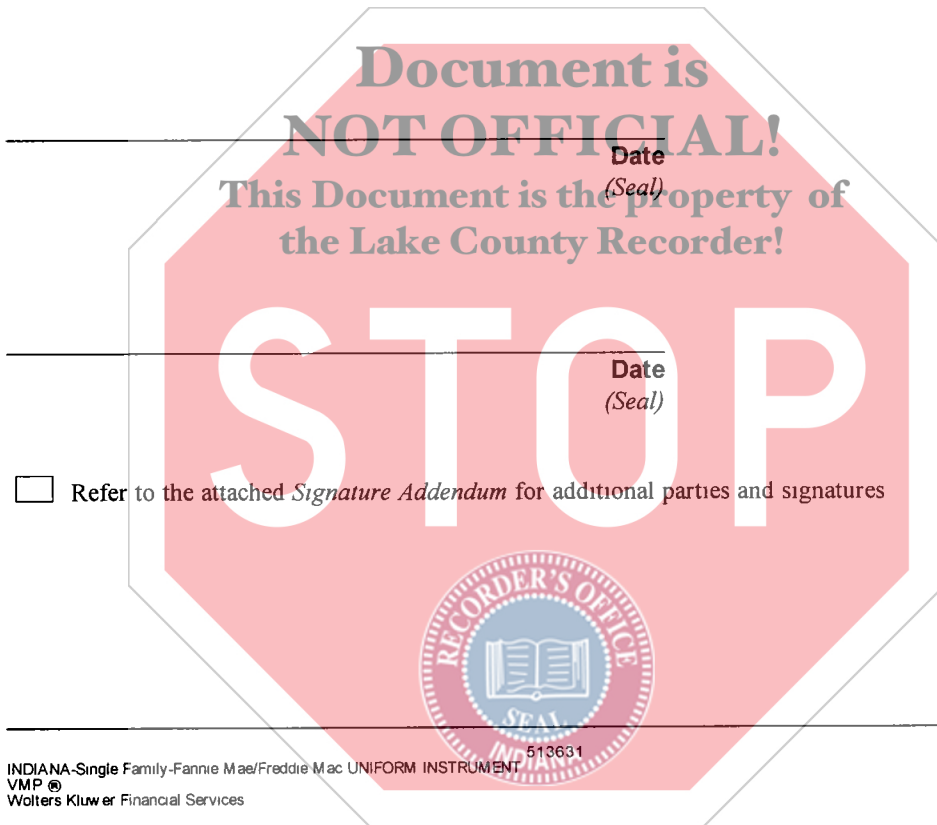 Document is
NOT OFFICIAL!
Date
(Seal)
This Document is the property of
the Lake County Recorder!
STOP
Date
(Seal)
Refer to the attached Signature Addendum for additional parties and signatures
RECORDER'S OFFICE
SEAL
INDIANA
513631
INDIANA-Single Family-Fannie Mae/Freddie Mac UNIFORM INSTRUMENT
VMP ®
Wolters Kluwer Financial Services